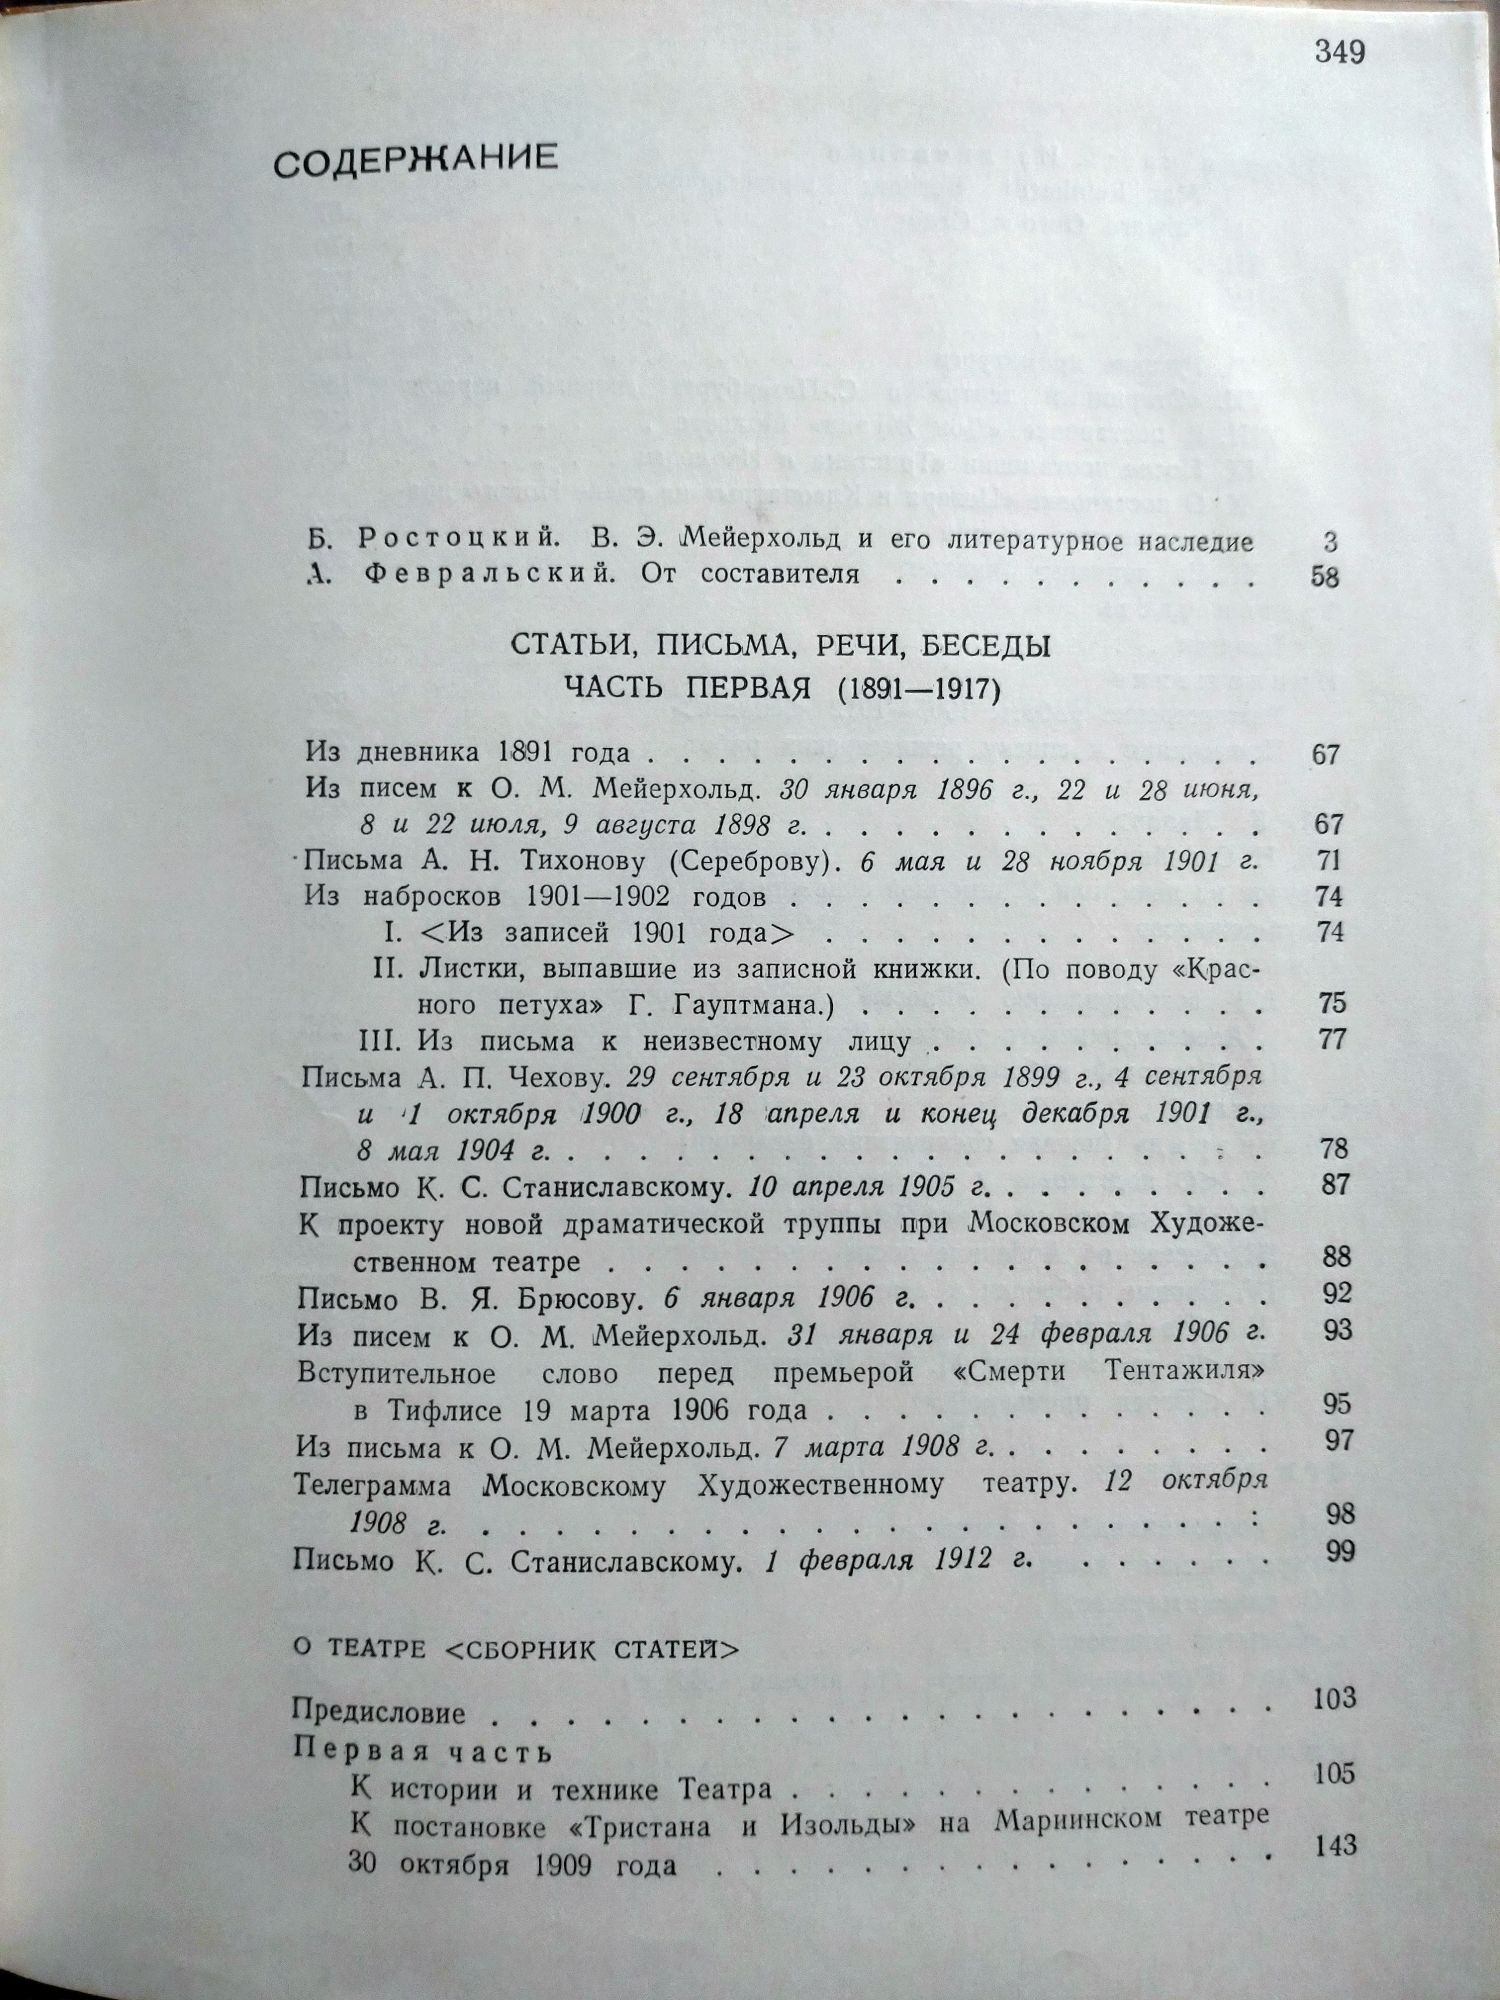 349
СОДЕРЖАНИЕ
Б. Ростоцкий. В. Э. Мейерхольд и его литературное наследие 3
А. Февральский. От составителя . . . . . . . . . . . 58
СТАТЬИ, ПИСЬМА, РЕЧИ, БЕСЕДЫ
ЧАСТЬ ПЕРВАЯ (1891—1917)
Из дневника 1891 года . . . . . . . . . . . . . . . . . . 67
Из писем к О. М. Мейерхольд. 30 января 1896 г., 22 и 28 июня,
8 и 22 июля, 9 августа 1898 г. . . . . . . . . . . . . . 67
Письма А. Н. Тихонову (Сереброву). 6 мая и 28 ноября 1901 г. 71
Из набросков 1901—1902 годов . . . . . . . . . . . . . . 74
I. <Из записей 1901 года> . . . . . . . . . . . . . 74
II. Листки, выпавшие из записной книжки. (По поводу «Крас-
ного петуха» Г. Гауптмана.) . . . . . . . . . . . . 75
III. Из письма к неизвестному лицу . . . . . . . . . . 77
Письма А. П. Чехову. 29 сентября и 23 октября 1899 г., 4 сентября
и 1 октября 1900 г., 18 апреля и конец декабря 1901 г.,
8 мая 1904 г. . . . . . . . . . . . . . . . . . . . . 78
Письмо К. С. Станиславскому. 10 апреля 1905 г. . . . . . . . . 87
К проекту новой драматической труппы при Московском Художе-
ственном театре . . . . . . . . . . . . . . . . . . . 88
Письмо В. Я. Брюсову. 6 января 1906 г. . . . . . . . . . . . 92
Из писем к О. М. Мейерхольд. 31 января и 24 февраля 1906 г. 93
Вступительное слово перед премьерой «Смерти Тентажиля»
в Тифлисе 19 марта 1906 года . . . . . . . . . . . . . 95
Из письма к О. М. Мейерхольд. 7 марта 1908 г. . . . . . . . . 97
Телеграмма Московскому Художественному театру. 12 октября
1908 г. . . . . . . . . . . . . . . . . . . . . . . . 98
Письмо К. С. Станиславскому. 1 февраля 1912 г. . . . . . . 99
О ТЕАТРЕ <СБОРНИК СТАТЕЙ>
Предисловие . . . . . . . . . . . . . . . . . . . . . . 103
Первая часть
К истории и технике Театра . . . . . . . . . . . . . . 105
К постановке «Тристана и Изольды» на Мариинском театре
30 октября 1909 года . . . . . . . . . . . . . . . . 143